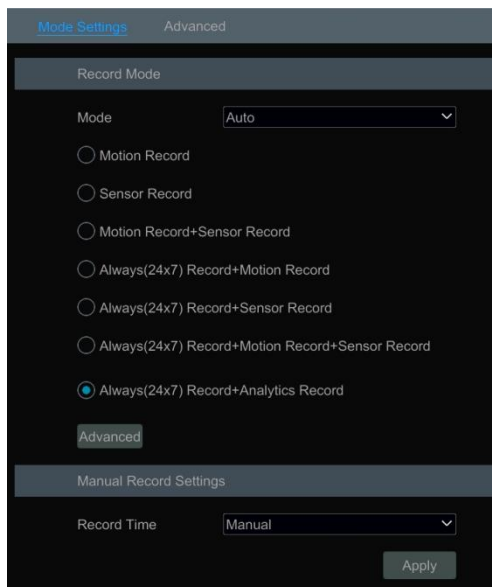 Mode Settings Advanced
Record Mode
Mode Auto
Motion Record
Sensor Record
Motion Record+Sensor Record
Always(24x7) Record+Motion Record
Always(24x7) Record+Sensor Record
Always(24x7) Record+Motion Record+Sensor Record
Always(24x7) Record+Analytics Record
Advanced
Manual Record Settings
Record Time Manual
Apply